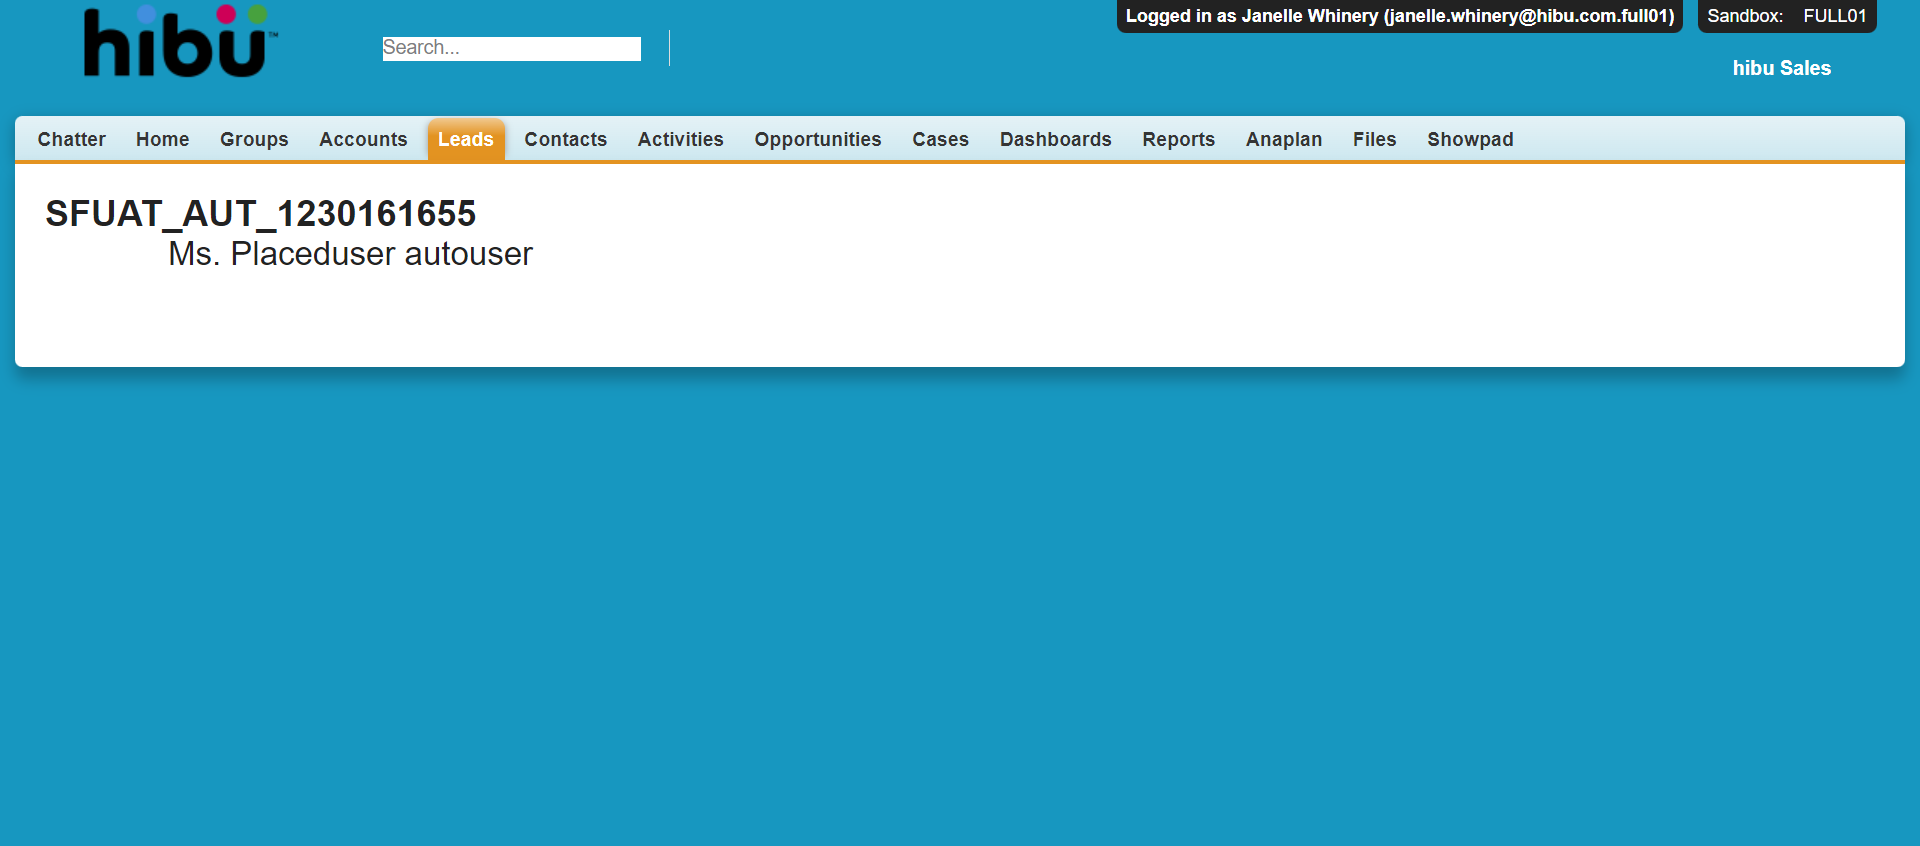 hibu™
Search...
Logged in as Janelle Whinery (janelle.whinery@hibu.com.full01)
Sandbox: FULL01
hibu Sales
Chatter Home Groups Accounts Leads Contacts Activities Opportunities Cases Dashboards Reports Anaplan Files Showpad
SFUAT_AUT_1230161655
Ms. Placeduser autouser